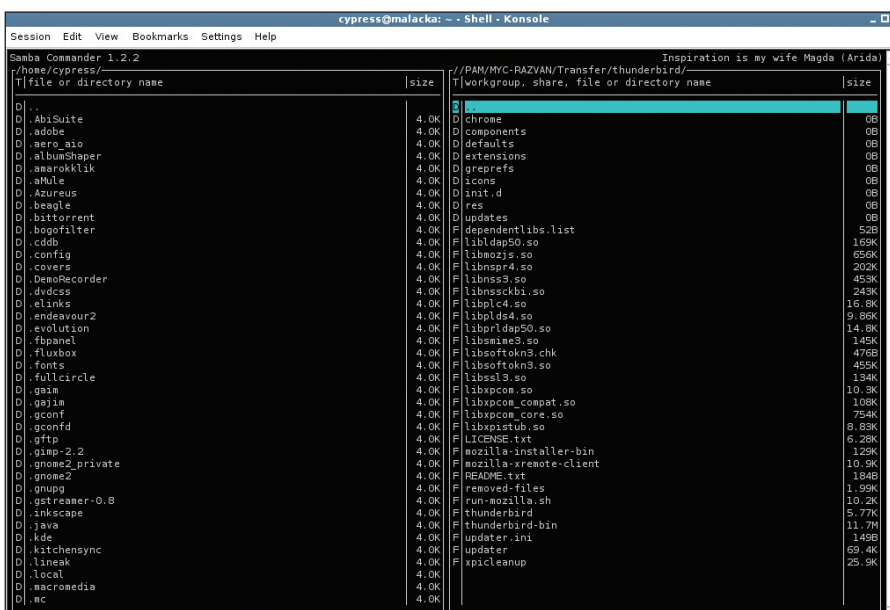 cypress@malacka: ~ - Shell - Konsole
Session Edit View Bookmarks Settings Help
Samba Commander 1.2.2
Inspiration is my wife Magda (Arida)
/home/cypress/
T file or directory name size
D ..
D .AbiSuite 4.0K
D .adobe 4.0K
D .aero_aio 4.0K
D .albumShaper 4.0K
D .amarokklik 4.0K
D .aMule 4.0K
D .Azureus 4.0K
D .beagle 4.0K
D .bittorrent 4.0K
D .bogofilter 4.0K
D .cddb 4.0K
D .config 4.0K
D .covers 4.0K
D .DemoRecorder 4.0K
D .dvdcss 4.0K
D .elinks 4.0K
D .endeavour2 4.0K
D .evolution 4.0K
D .fbpanel 4.0K
D .fluxbox 4.0K
D .fonts 4.0K
D .fullcircle 4.0K
D .gaim 4.0K
D .gajim 4.0K
D .gconf 4.0K
D .gconfd 4.0K
D .gftp 4.0K
D .gimp-2.2 4.0K
D .gnome2_private 4.0K
D .gnome2 4.0K
D .gnupg 4.0K
D .gstreamer-0.8 4.0K
D .inkscape 4.0K
D .java 4.0K
D .kde 4.0K
D .kitchensync 4.0K
D .lineak 4.0K
D .local 4.0K
D .macromedia 4.0K
D .mc 4.0K
//PAM/MYC-RAZVAN/Transfer/thunderbird/
T workgroup, share, file or directory name size
D ..
D chrome 0B
D components 0B
D defaults 0B
D extensions 0B
D greprefs 0B
D icons 0B
D init.d 0B
D res 0B
D updates 0B
F dependentlibs.list 52B
F libldap50.so 169K
F libmozjs.so 656K
F libnspr4.so 202K
F libnss3.so 453K
F libnssckbi.so 243K
F libplc4.so 16.8K
F libplds4.so 9.86K
F libprldap50.so 14.8K
F libsmime3.so 145K
F libsoftokn3.chk 476B
F libsoftokn3.so 455K
F libssl3.so 134K
F libxpcom.so 10.3K
F libxpcom_compat.so 108K
F libxpcom_core.so 754K
F libxpistub.so 8.83K
F LICENSE.txt 6.28K
F mozilla-installer-bin 129K
F mozilla-xremote-client 10.9K
F README.txt 184B
F removed-files 1.99K
F run-mozilla.sh 10.2K
F thunderbird 5.77K
F thunderbird-bin 11.7M
F updater.ini 149B
F updater 69.4K
F xpicleanup 25.9K